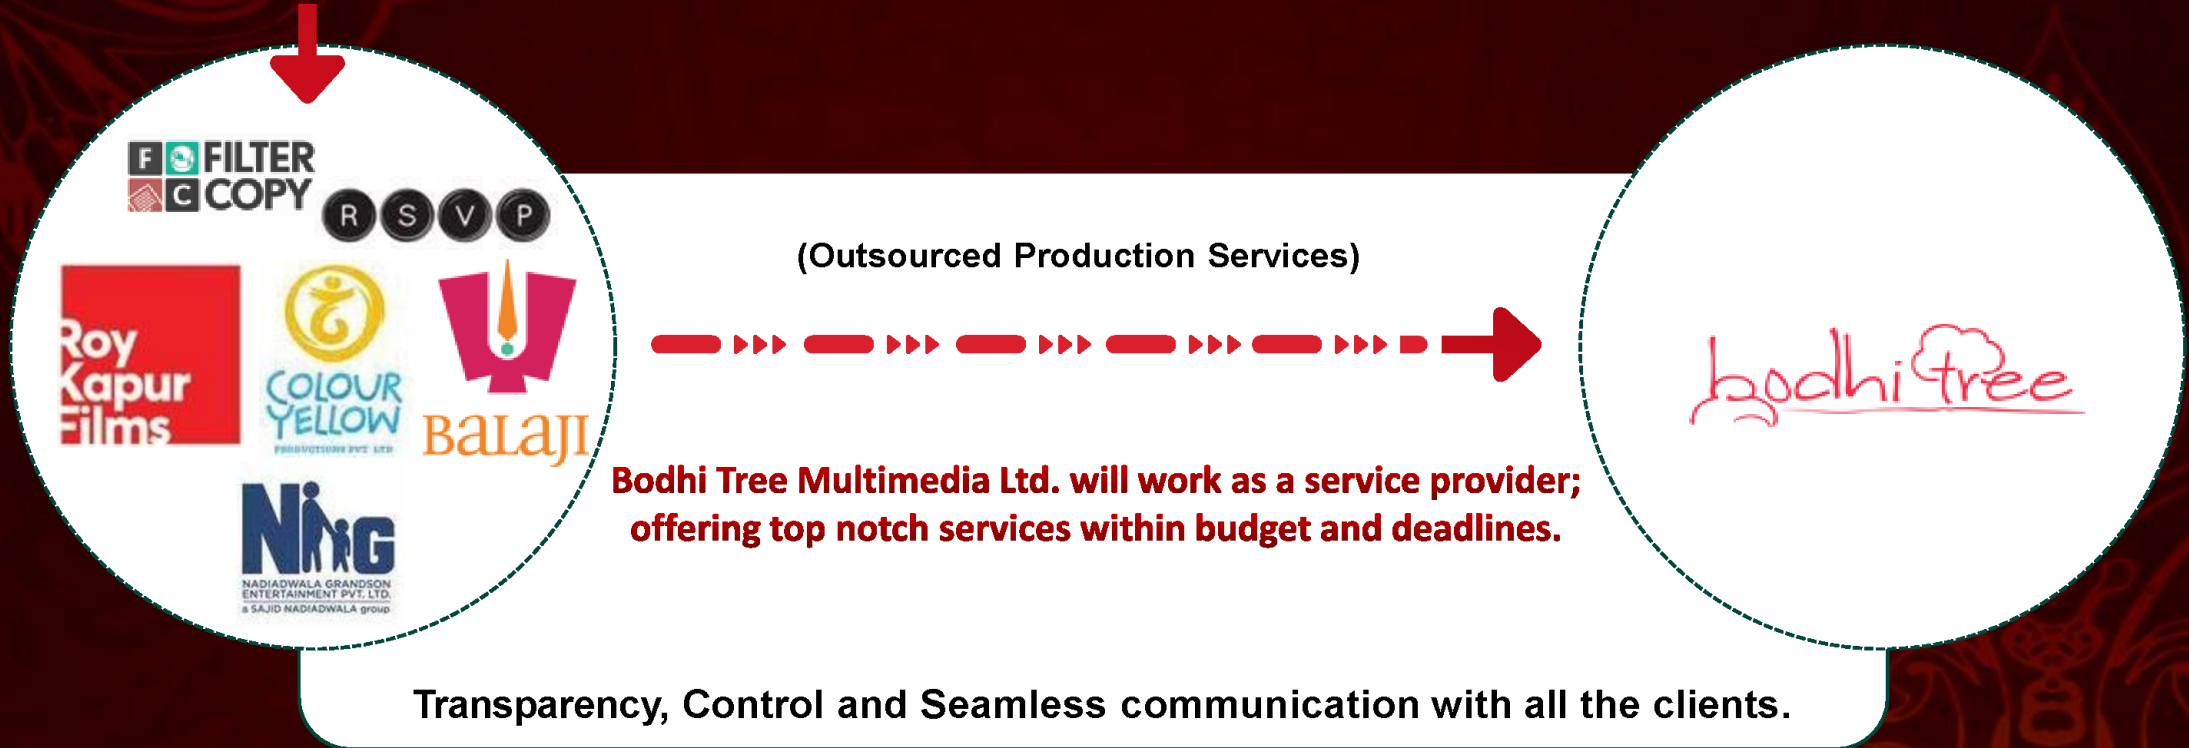 F FILTER
C COPY
R S V P
Roy
Kapur
Films
COLOUR
YELLOW
PRODUCTIONS PVT LTD
BALAJI
NG
NADIADWALA GRANDSON
ENTERTAINMENT PVT. LTD.
a SAJID NADIADWALA group
(Outsourced Production Services)
Bodhi Tree Multimedia Ltd. will work as a service provider;
offering top notch services within budget and deadlines.
bodhi tree
Transparency, Control and Seamless communication with all the clients.